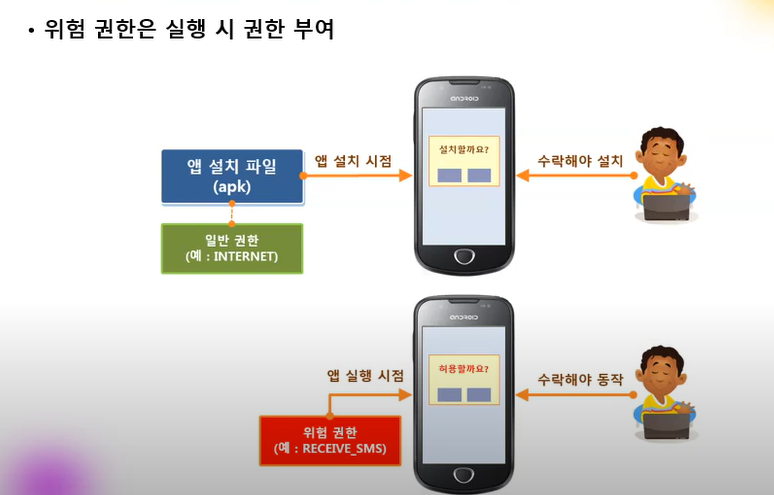 • 위험 권한은 실행 시 권한 부여
앱 설치 파일
(apk)
앱 설치 시점
ANDROID
설치할까요?
수락해야 설치
일반 권한
(예 : INTERNET)
ANDROID
앱 실행 시점
허용할까요?
수락해야 동작
위험 권한
(예 : RECEIVE_SMS)